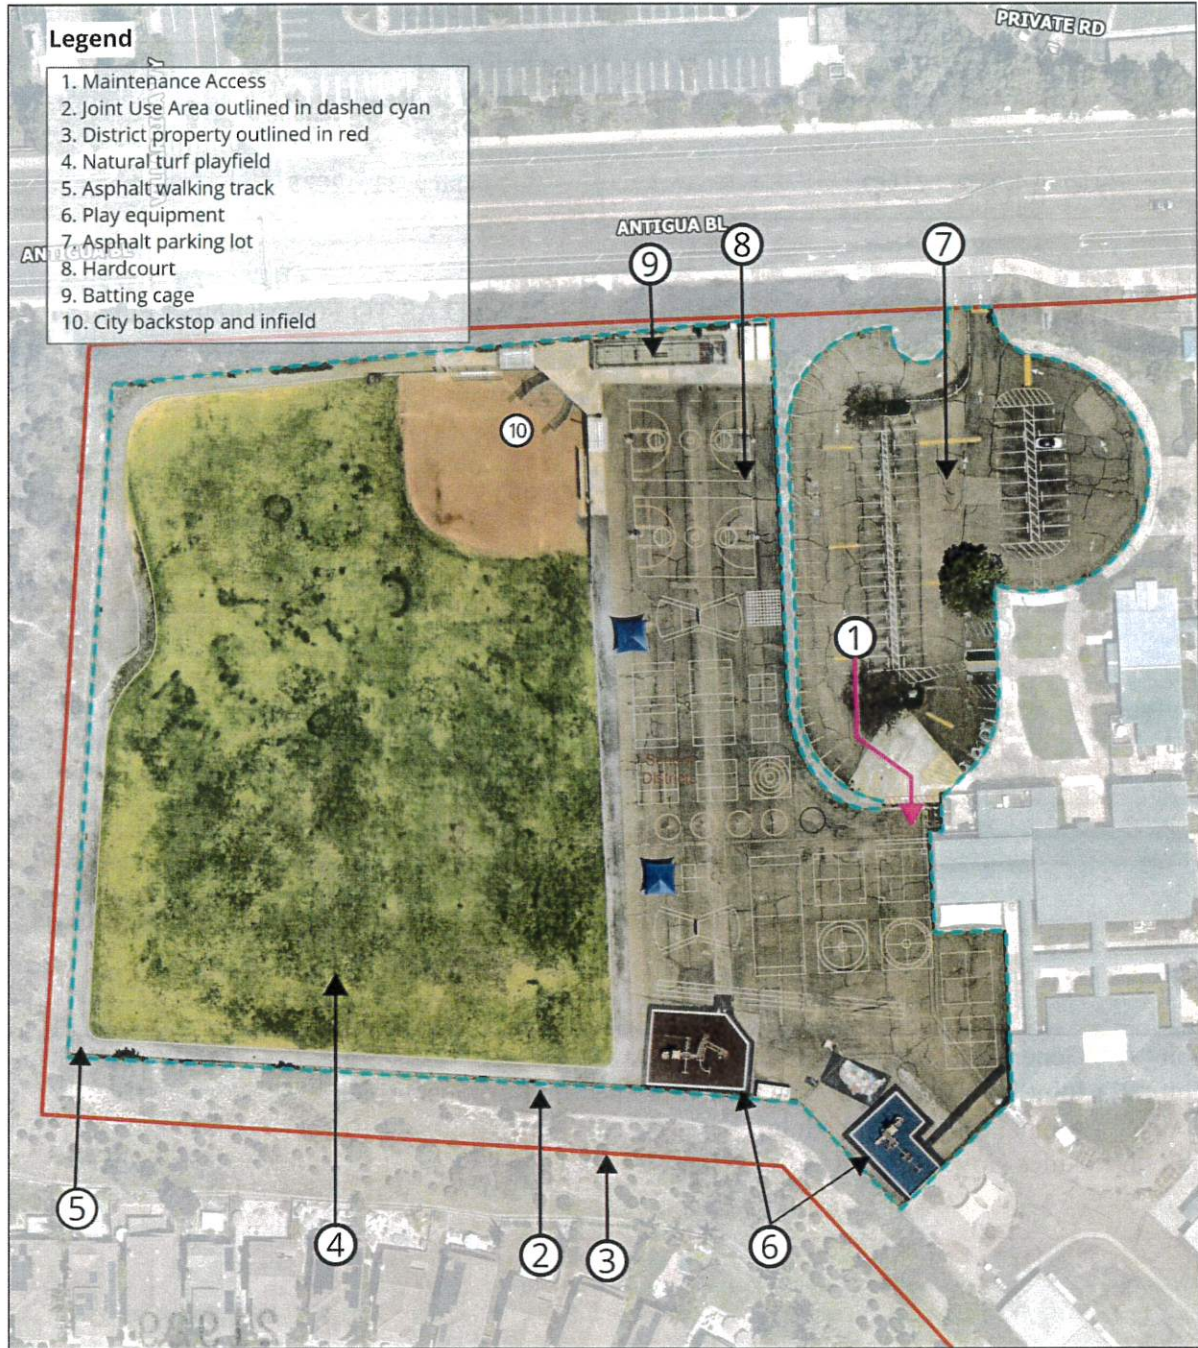 Legend
1. Maintenance Access
2. Joint Use Area outlined in dashed cyan
3. District property outlined in red
4. Natural turf playfield
5. Asphalt walking track
6. Play equipment
7. Asphalt parking lot
8. Hardcourt
9. Batting cage
10. City backstop and infield
PRIVATE RD
ANTIGUA BL
ANTIGUA BL
9
8
7
10
1
District
5
4
2
3
6